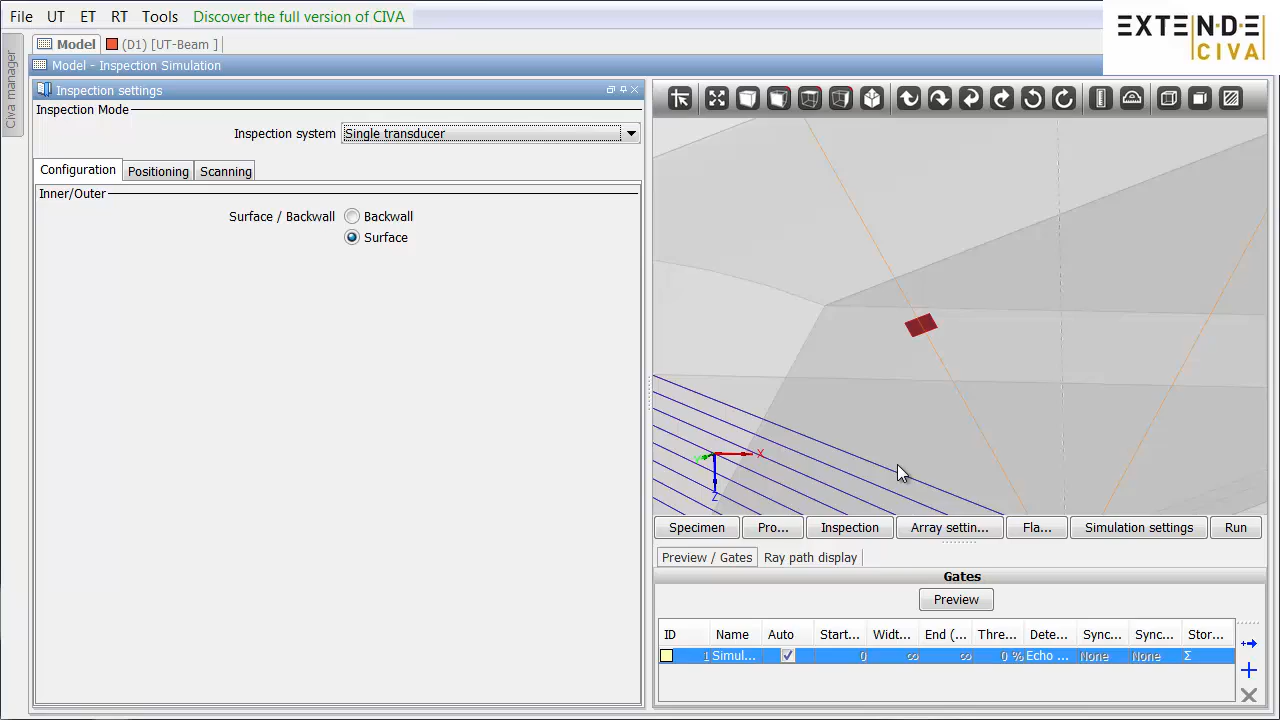 File UT ET RT Tools Discover the full version of CIVA
EXTENDE
CIVA
Civa manager
Model (D1) [UT-Beam ]
Model - Inspection Simulation
Inspection settings
Inspection Mode
Inspection system Single transducer
Configuration Positioning Scanning
Inner/Outer
Surface / Backwall Backwall
Surface
X
Y
Z
Specimen Pro... Inspection Array settin... Fla... Simulation settings Run
Preview / Gates Ray path display
Gates
Preview
ID Name Auto Start... Widt... End (... Thre... Dete... Sync... Sync... Stor...
1 Simul... 0 ∞ ∞ 0 % Echo ... None None Σ